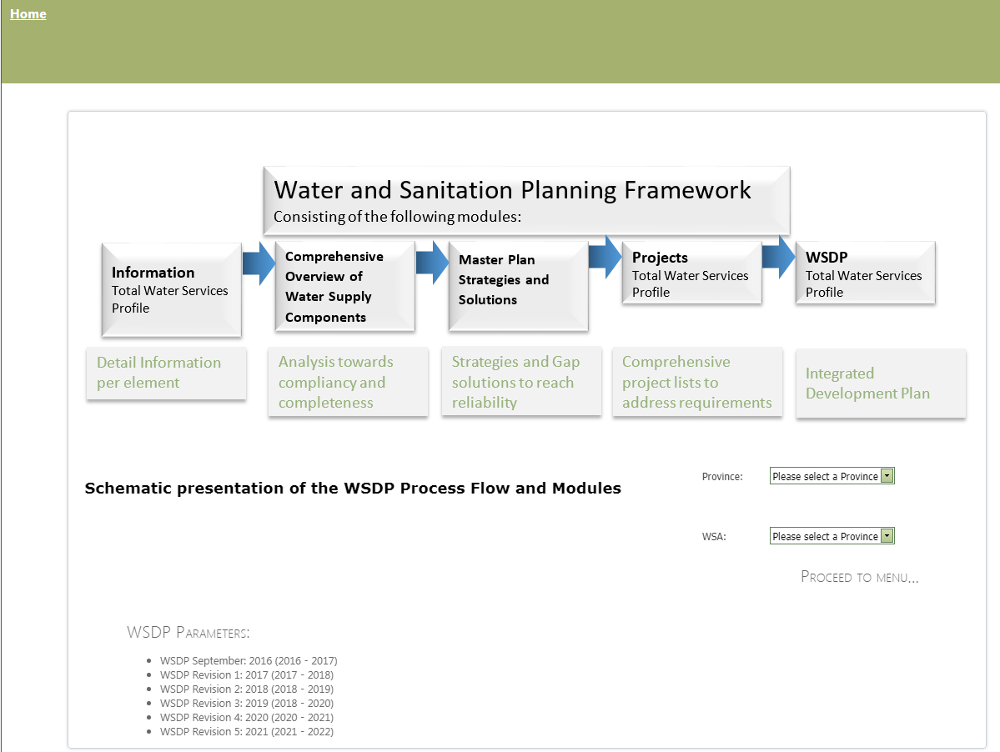 Home
Water and Sanitation Planning Framework
Consisting of the following modules:
Information
Total Water Services
Profile
Comprehensive
Overview of
Water Supply
Components
Master Plan
Strategies and
Solutions
Projects
Total Water Services
Profile
WSDP
Total Water Services
Profile
Detail Information
per element
Analysis towards
compliancy and
completeness
Strategies and Gap
solutions to reach
reliability
Comprehensive
project lists to
address requirements
Integrated
Development Plan
Schematic presentation of the WSDP Process Flow and Modules
Province: Please select a Province
WSA: Please select a Province
Proceed to menu...
WSDP Parameters:
• WSDP September: 2016 (2016 - 2017)
• WSDP Revision 1: 2017 (2017 - 2018)
• WSDP Revision 2: 2018 (2018 - 2019)
• WSDP Revision 3: 2019 (2018 - 2020)
• WSDP Revision 4: 2020 (2020 - 2021)
• WSDP Revision 5: 2021 (2021 - 2022)